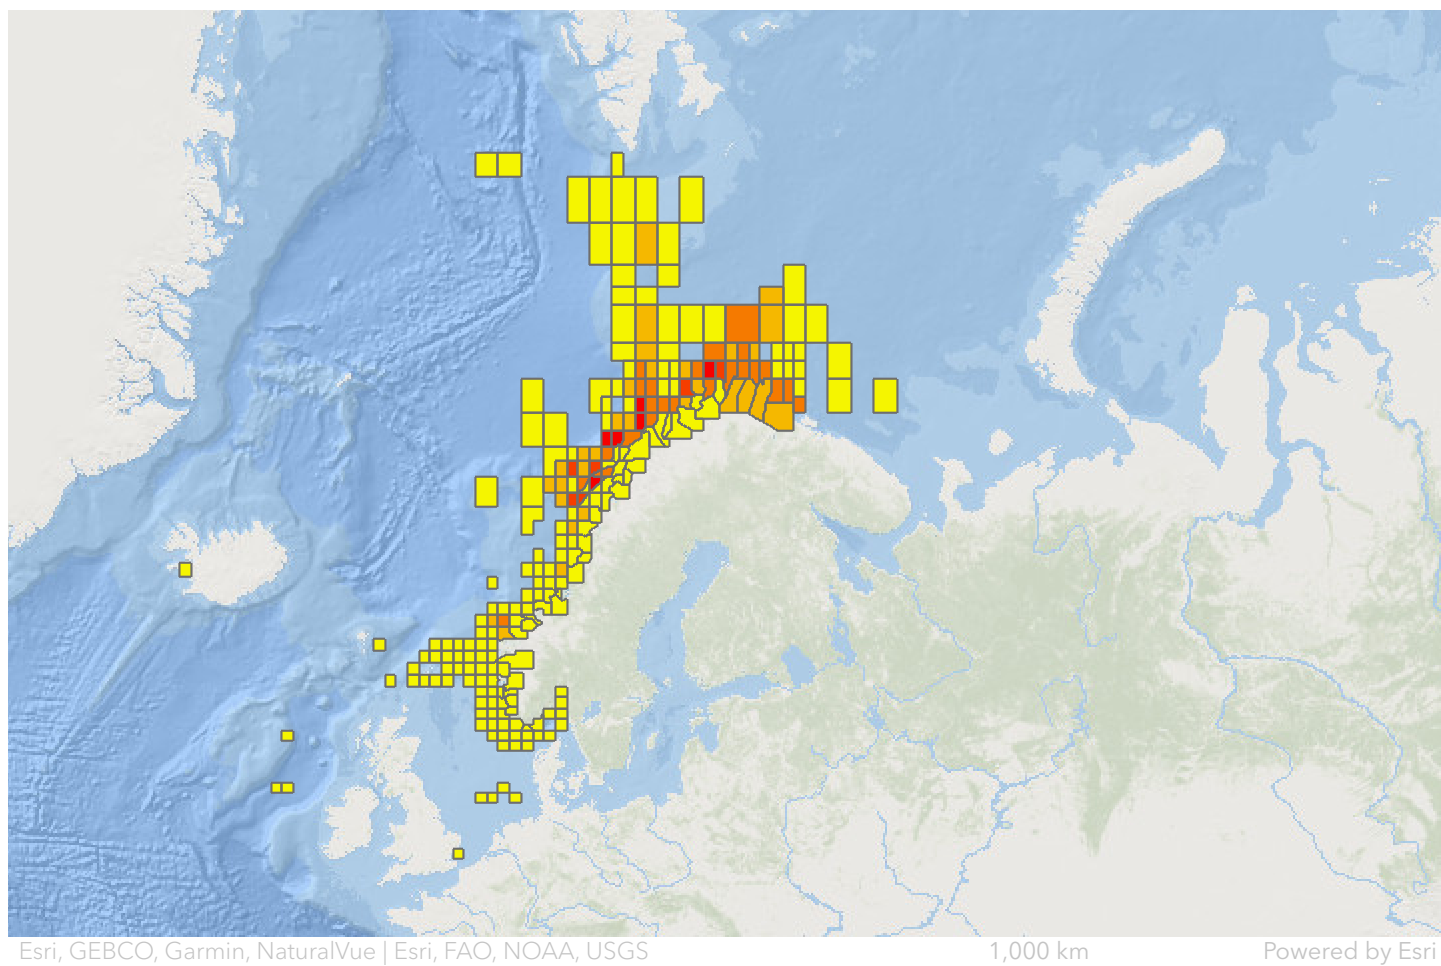 Esri, GEBCO, Garmin, NaturalVue | Esri, FAO, NOAA, USGS
1,000 km
Powered by Esri